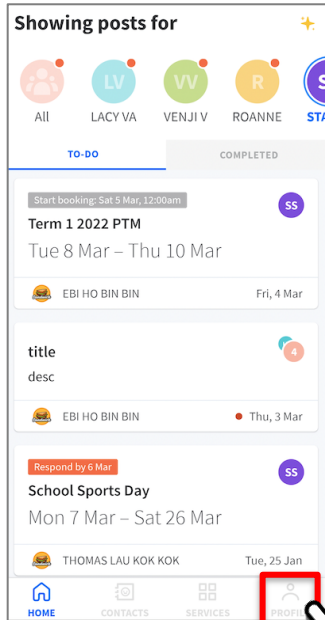 Showing posts for
LV
VV
R
S
All
LACY VA
VENJI V
ROANNE
STA
TO-DO
COMPLETED
Start booking: Sat 5 Mar, 12:00am
SS
Term 1 2022 PTM
Tue 8 Mar – Thu 10 Mar
EBI HO BIN BIN
Fri, 4 Mar
title
4
desc
EBI HO BIN BIN
Thu, 3 Mar
Respond by 6 Mar
SS
School Sports Day
Mon 7 Mar – Sat 26 Mar
THOMAS LAU KOK KOK
Tue, 25 Jan
HOME
CONTACTS
SERVICES